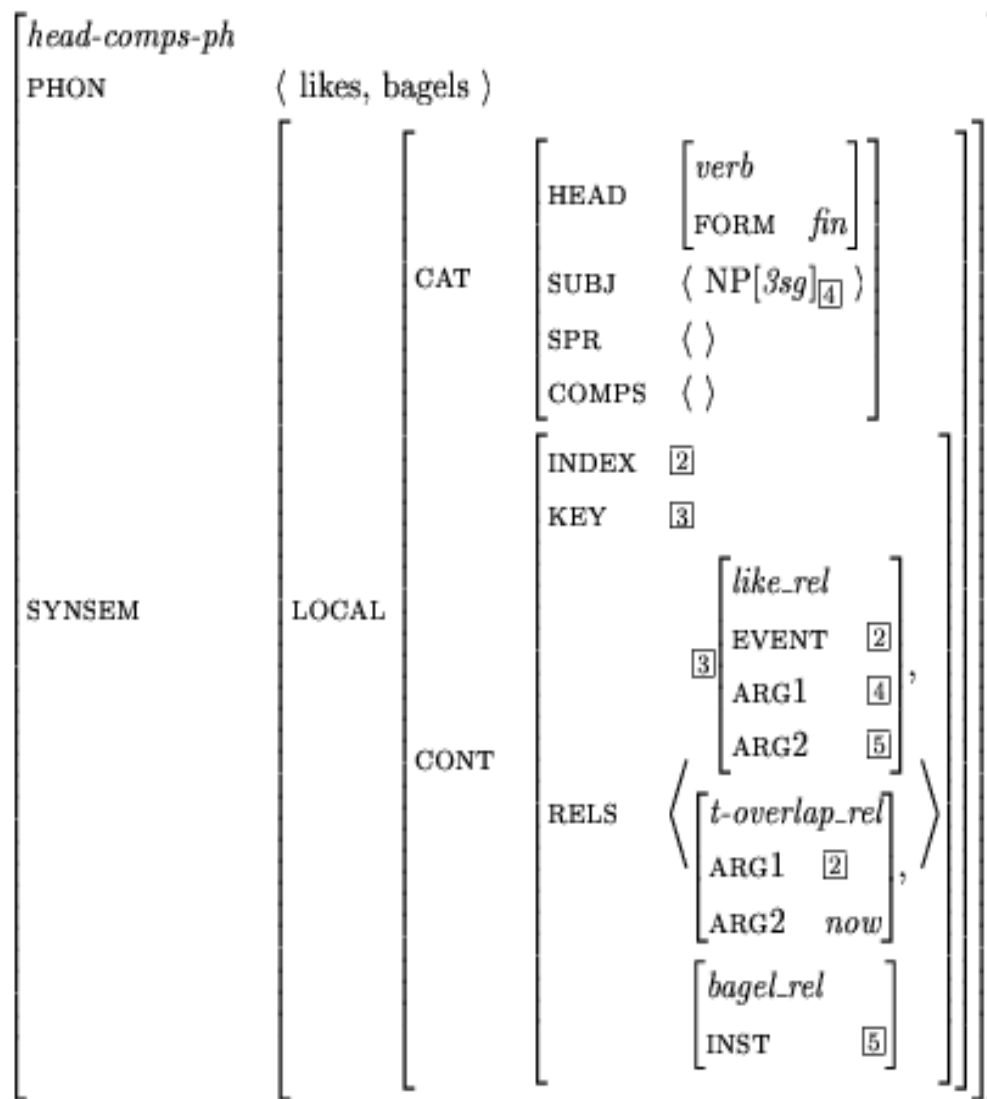 head-comps-ph
PHON ⟨ likes, bagels ⟩
HEAD verb
FORM fin
CAT SUBJ ⟨ NP[3sg]4 ⟩
SPR ⟨ ⟩
COMPS ⟨ ⟩
INDEX 2
KEY 3
SYNSEM LOCAL like_rel
EVENT 2
3 ,
ARG1 4
ARG2 5
CONT
RELS ⟨ t-overlap_rel ⟩
ARG1 2 ,
ARG2 now
bagel_rel
INST 5